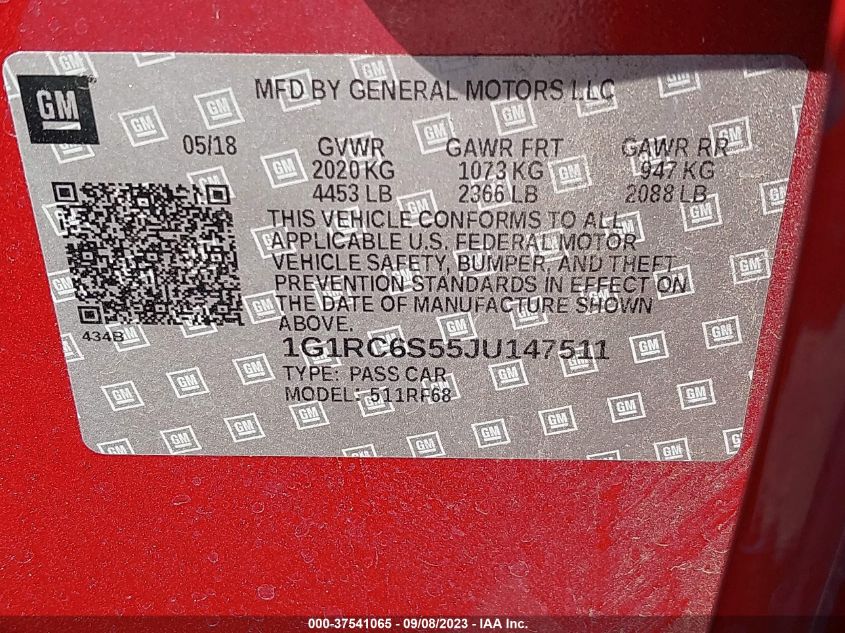 GM
MFD BY GENERAL MOTORS LLC
05/18 GVWR GAWR FRT GAWR RR
2020 KG 1073 KG 947 KG
4453 LB 2366 LB 2088 LB
THIS VEHICLE CONFORMS TO ALL
APPLICABLE U.S. FEDERAL MOTOR
VEHICLE SAFETY, BUMPER, AND THEFT
PREVENTION STANDARDS IN EFFECT ON
THE DATE OF MANUFACTURE SHOWN
ABOVE.
434B
1G1RC6S55JU147511
TYPE: PASS CAR
MODEL: 511RF68
000-37541065 - 09/08/2023 - IAA Inc.